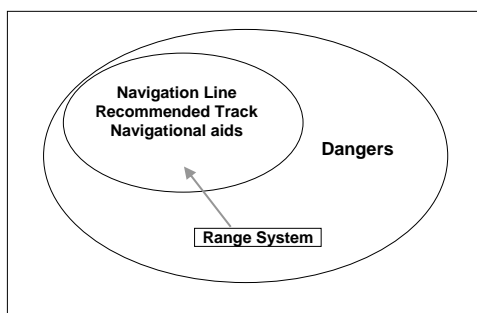 Navigation Line
Recommended Track
Navigational aids
Dangers
Range System